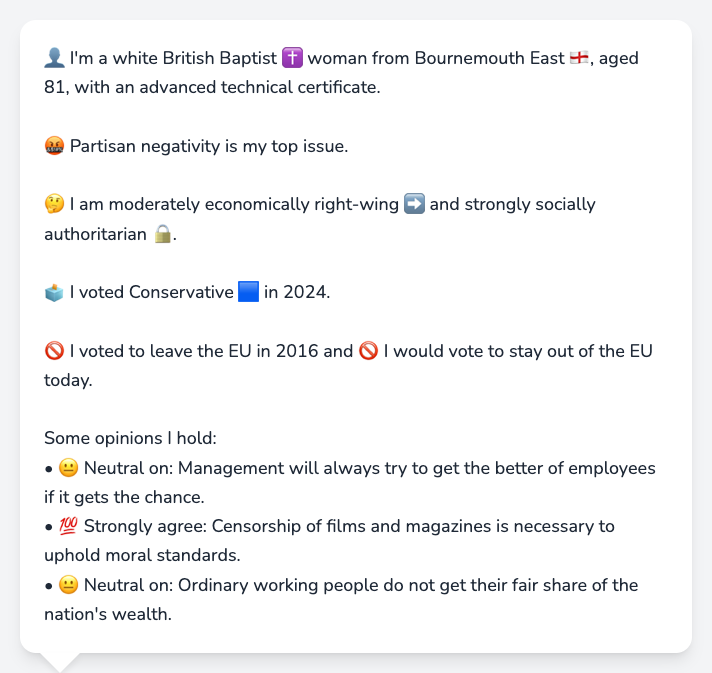 👤 I'm a white British Baptist ✝️ woman from Bournemouth East 🏴󠁧󠁢󠁥󠁮󠁧󠁿, aged
81, with an advanced technical certificate.
🤬 Partisan negativity is my top issue.
🤔 I am moderately economically right-wing ➡️ and strongly socially
authoritarian 🔒.
🗳️ I voted Conservative 🟦 in 2024.
🚫 I voted to leave the EU in 2016 and 🚫 I would vote to stay out of the EU
today.
Some opinions I hold:
• 😐 Neutral on: Management will always try to get the better of employees
if it gets the chance.
• 💯 Strongly agree: Censorship of films and magazines is necessary to
uphold moral standards.
• 😐 Neutral on: Ordinary working people do not get their fair share of the
nation's wealth.